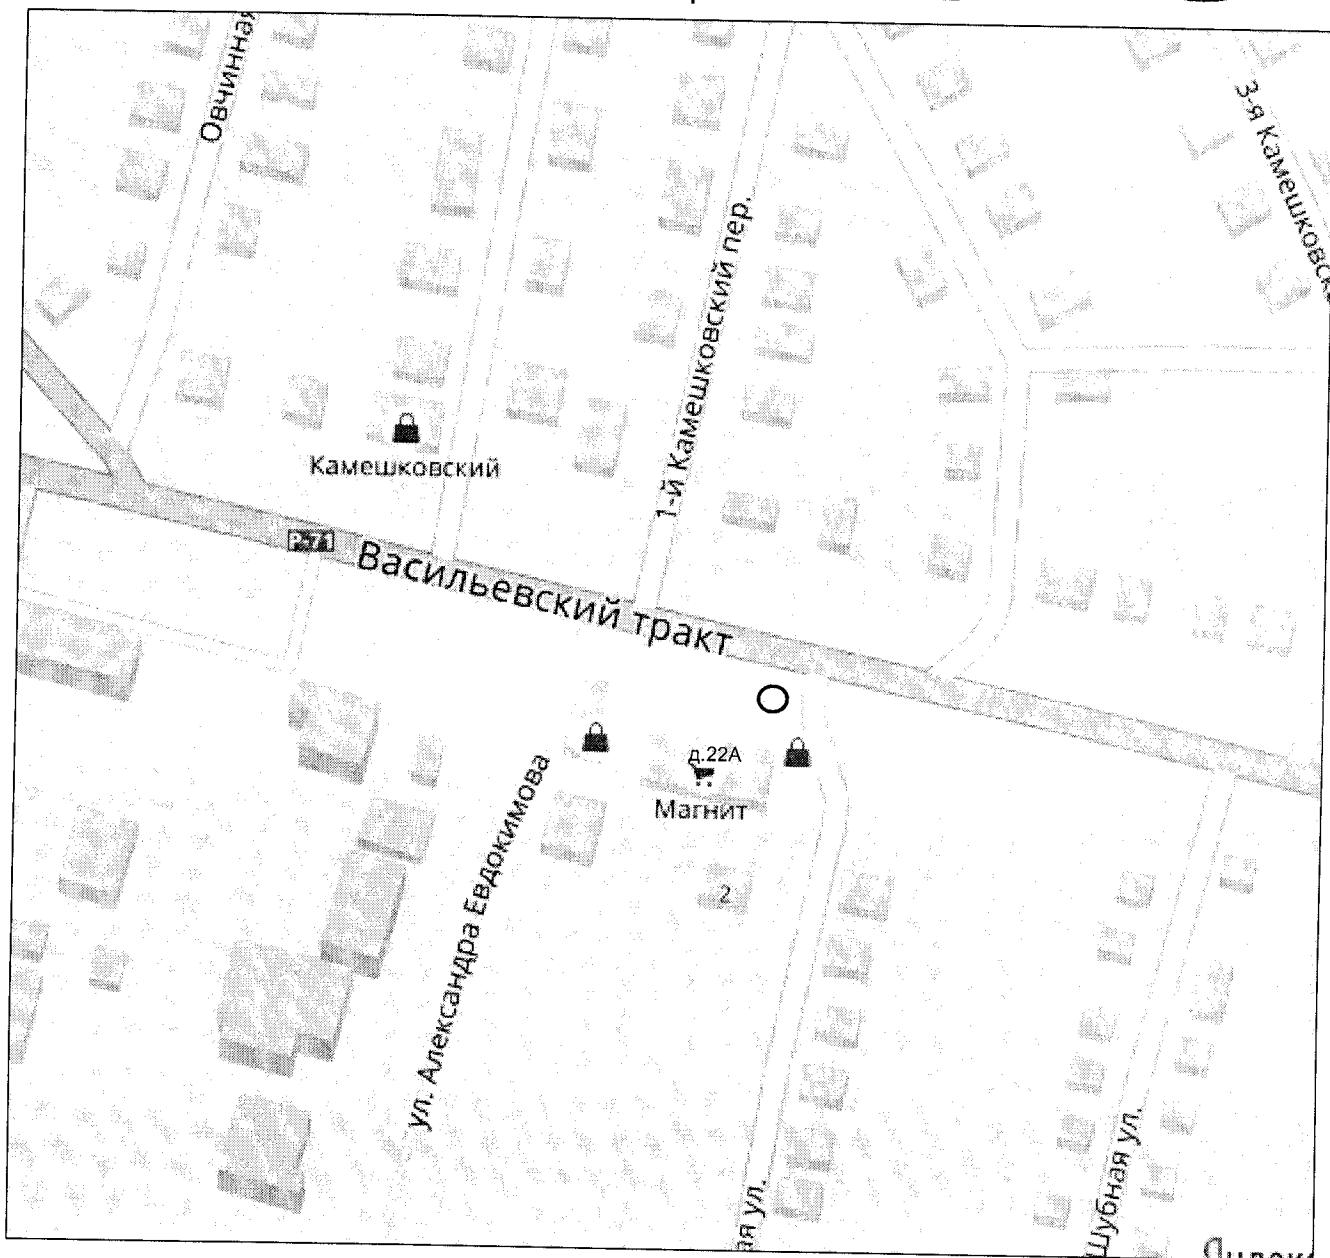 Овчинная
3-я Камешковск
1-й Камешковский пер.
Камешковский
Р-71
Васильевский тракт
д.22А
Магнит
2
ул. Александра Евдокимова
ая ул.
Шубная ул.